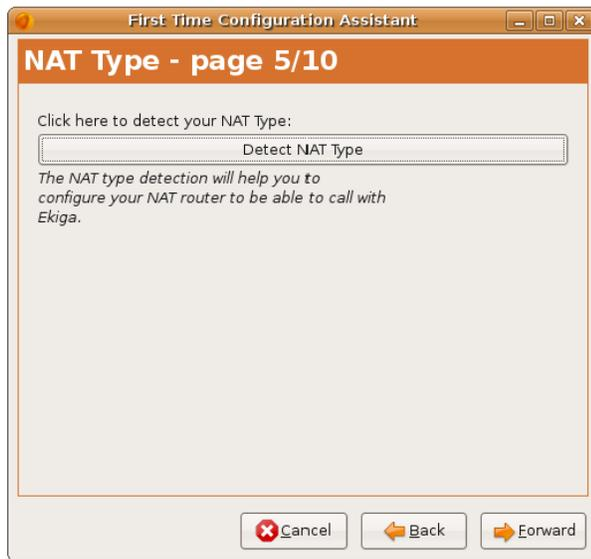 First Time Configuration Assistant
NAT Type - page 5/10
Click here to detect your NAT Type:
Detect NAT Type
The NAT type detection will help you to
configure your NAT router to be able to call with
Ekiga.
Cancel
Back
Forward